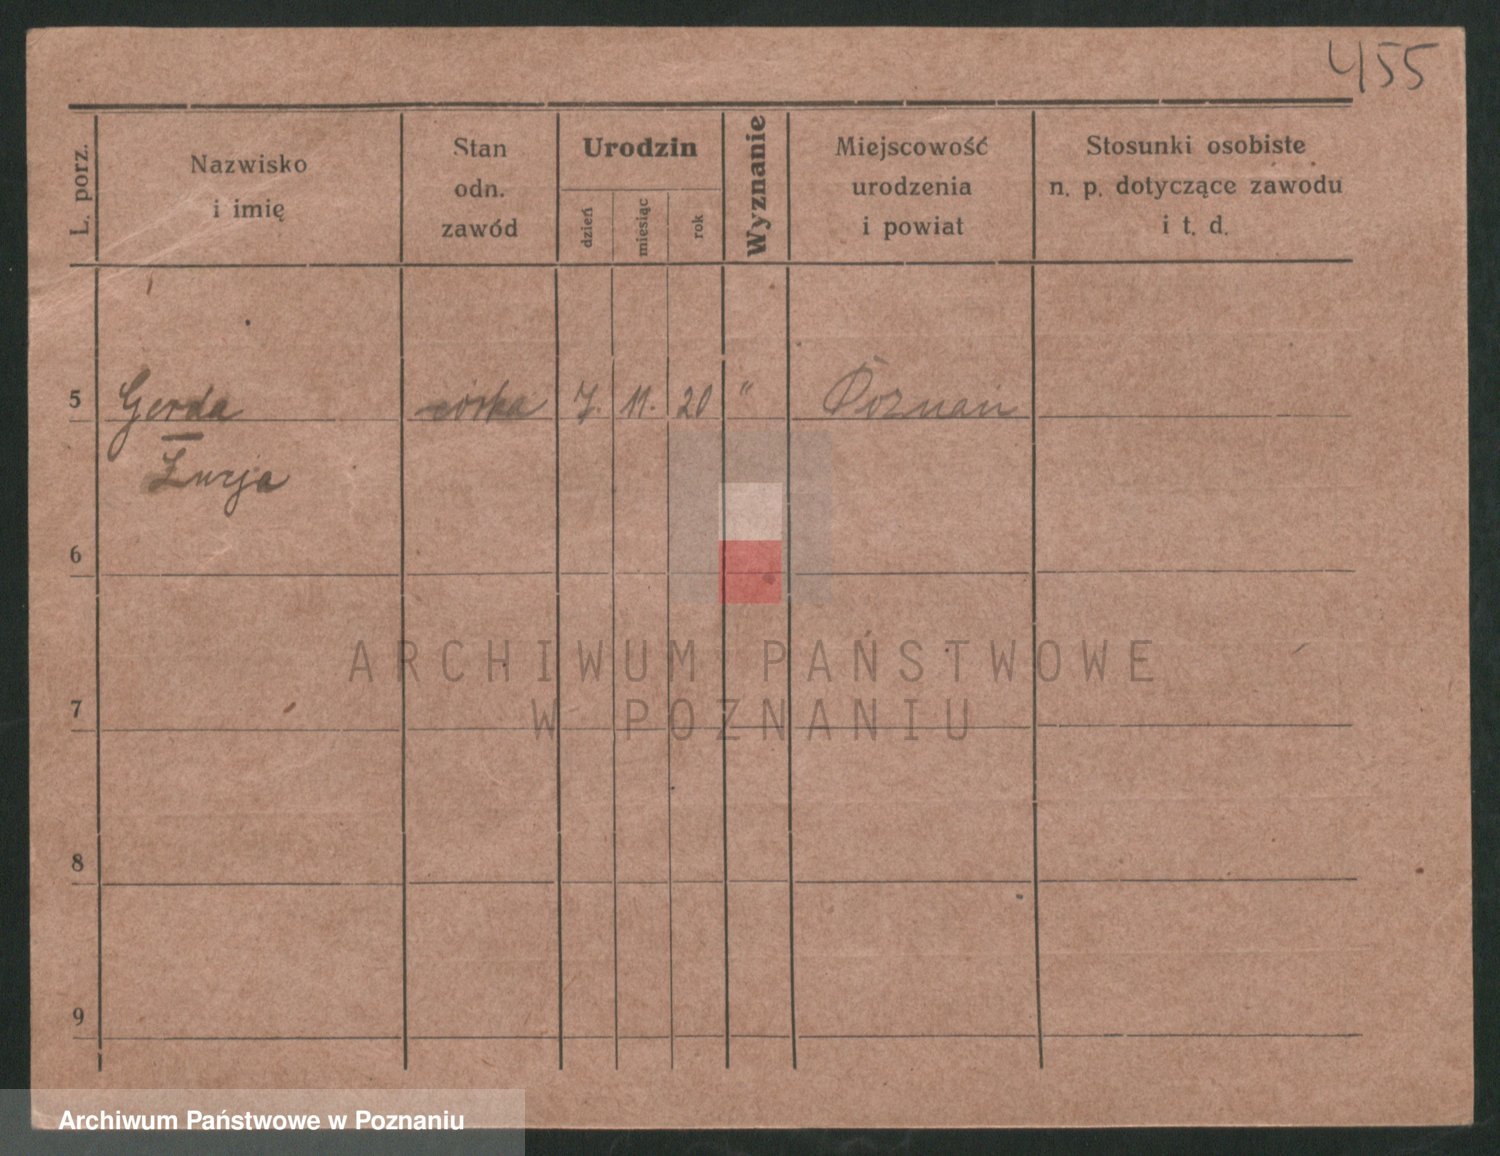 455
L. porz.
Nazwisko
i imię
Stan
odn.
zawód
Urodzin
dzień
miesiąc
rok
Wyznanie
Miejscowość
urodzenia
i powiat
Stosunki osobiste
n. p. dotyczące zawodu
i t. d.
5 Gerda córka 7. 11. 20 " Poznań
Łucja
6
7
8
9
ARCHIWUM PAŃSTWOWE
W POZNANIU
Archiwum Państwowe w Poznaniu